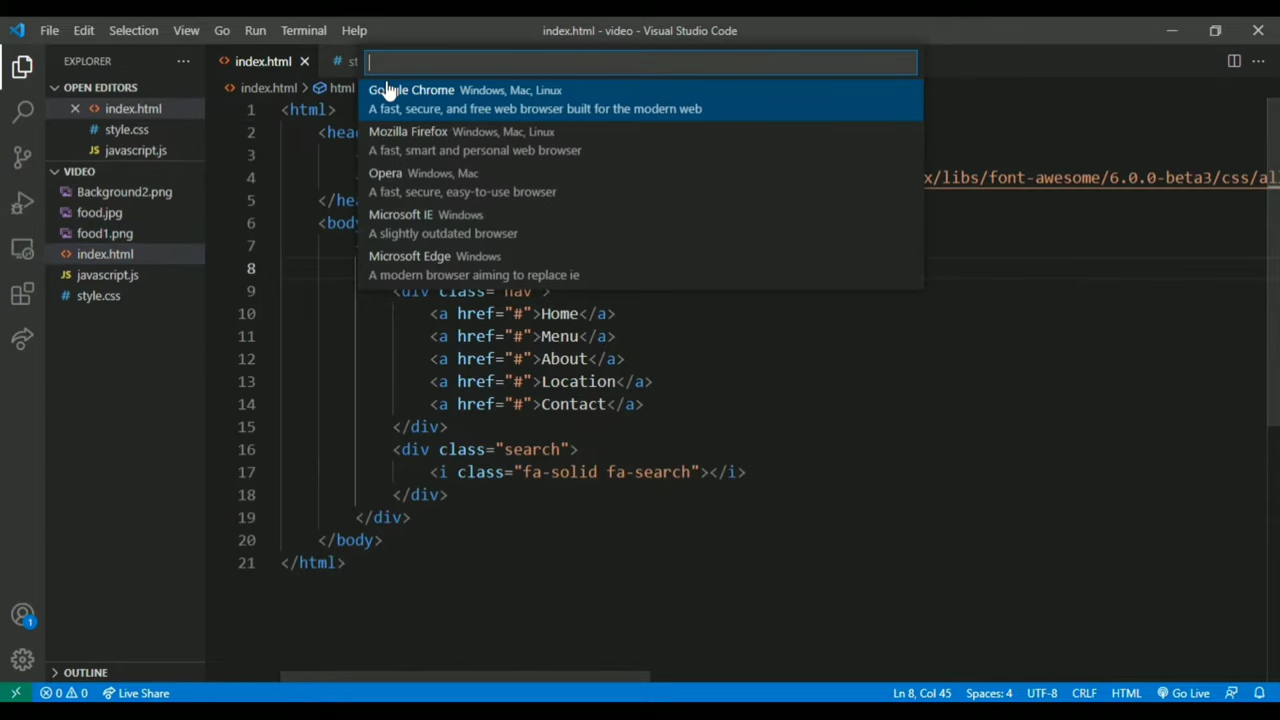 File Edit Selection View Go Run Terminal Help
index.html - video - Visual Studio Code
EXPLORER
OPEN EDITORS
index.html
style.css
javascript.js
VIDEO
Background2.png
food.jpg
food1.png
index.html
javascript.js
style.css
OUTLINE
index.html
# st
index.html > html
Google Chrome Windows, Mac, Linux
A fast, secure, and free web browser built for the modern web
Mozilla Firefox Windows, Mac, Linux
A fast, smart and personal web browser
Opera Windows, Mac
A fast, secure, easy-to-use browser
Microsoft IE Windows
A slightly outdated browser
Microsoft Edge Windows
A modern browser aiming to replace ie
1 <html>
2 <head
3
4 x/libs/font-awesome/6.0.0-beta3/css/al
5 </hea
6 <body
7
8
9 <div class="nav">
10 <a href="#">Home</a>
11 <a href="#">Menu</a>
12 <a href="#">About</a>
13 <a href="#">Location</a>
14 <a href="#">Contact</a>
15 </div>
16 <div class="search">
17 <i class="fa-solid fa-search"></i>
18 </div>
19 </div>
20 </body>
21 </html>
1
0 0 Live Share
Ln 8, Col 45 Spaces: 4 UTF-8 CRLF HTML Go Live